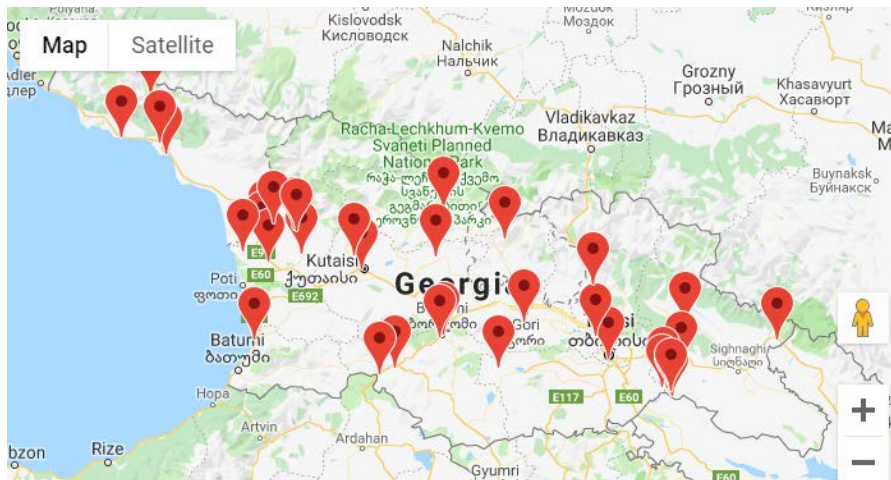 Map
Satellite
Kislovodsk
Кисловодск
Моздок
Nalchik
Нальчик
Grozny
Грозный
Khasavyurt
Хасавюрт
Vladikavkaz
Владикавказ
Buynaksk
Буйнакск
Racha-Lechkhum-Kvemo
Svaneti Planned
National Park
Kutaisi
ქუთაისი
Poti
ფოთი
E60
E692
Georgia
Gori
გორი
Batumi
ბათუმი
Sighnaghi
სიღნაღი
Hopa
Artvin
Ardahan
Rize
bzon
Gyumri
E117
E60
E60